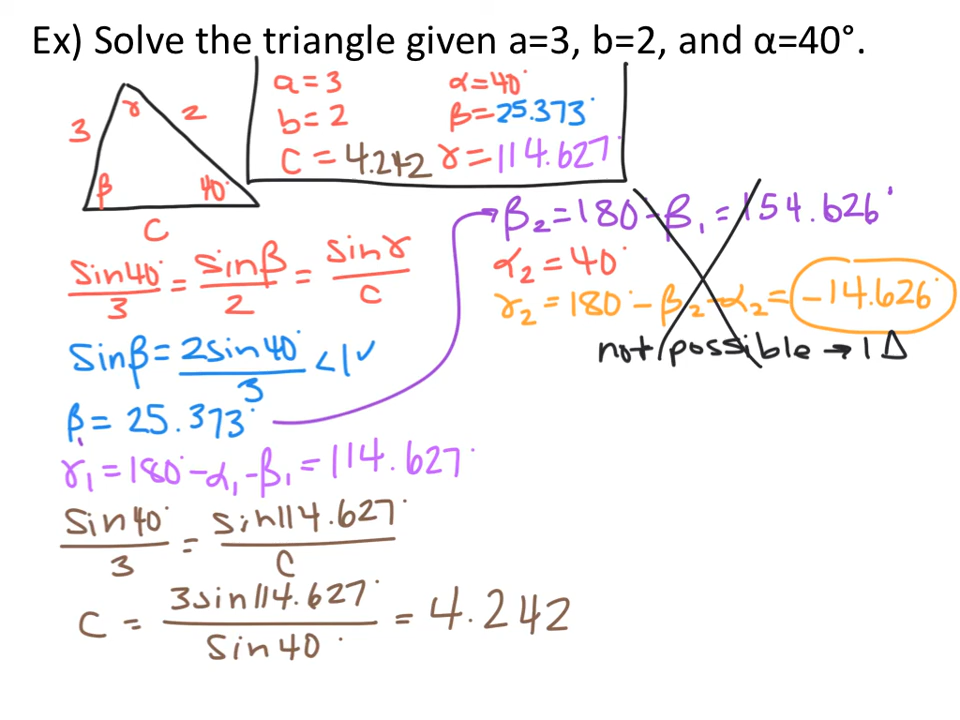 Ex) Solve the triangle given a=3, b=2, and α=40°.
a=3 α=40°
b=2 β=25.373°
C=4.242 γ=114.627°
γ
3 2
β 40°
C
sin40°/3 = sinβ/2 = sinγ/c
sinβ = 2sin40°/3 <1 ✓
β₁ = 25.373°
γ₁ = 180° - α₁ - β₁ = 114.627°
sin40°/3 = sin114.627°/C
C = 3sin114.627°/sin40° = 4.242
β₂ = 180 - β₁ = 154.626°
α₂ = 40°
γ₂ = 180° - β₂ - α₂ = -14.626°
not possible → 1 Δ